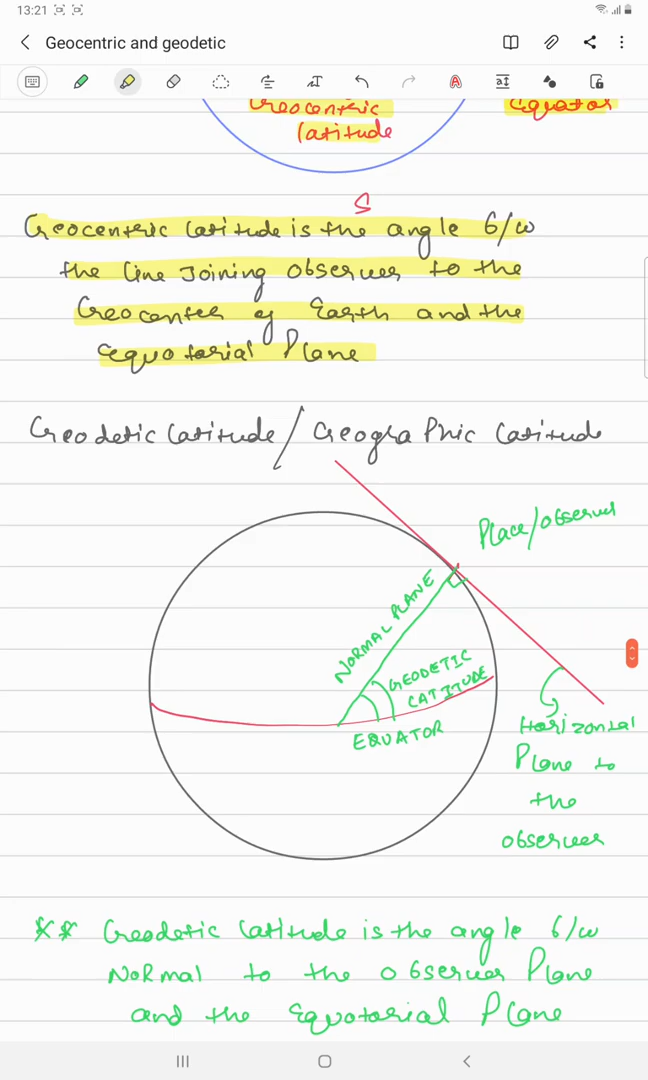 13:21
Geocentric and geodetic
Geocentric
Latitude
Equator
S
Geocentric Latitude is the angle b/w
the Line Joining Observer to the
Geocenter of Earth and the
Equotorial Plane
Geodetic Latitude / Geographic Latitude
Place/observer
NORMAL PLANE
GEODETIC
LATITUDE
EQUATOR
Horizontal
Plane to
the
observer
** Geodetic Latitude is the angle b/w
Normal to the observer Plane
and the Equotorial Plane